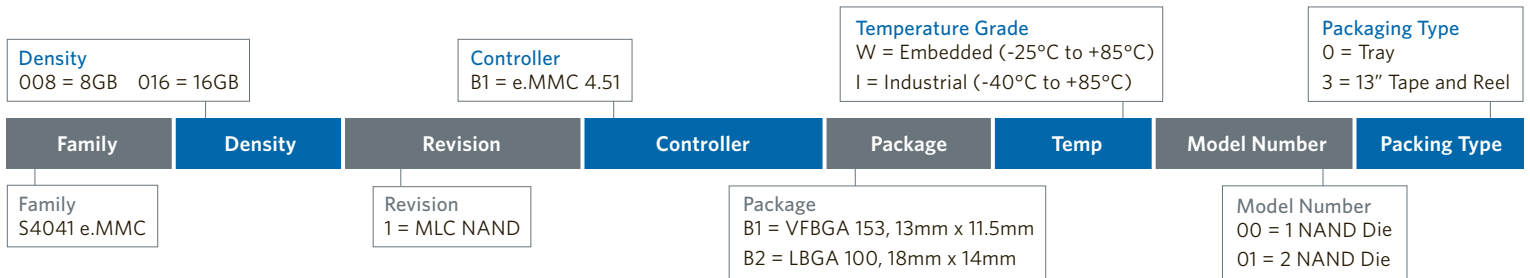 Density
008 = 8GB 016 = 16GB
Controller
B1 = e.MMC 4.51
Temperature Grade
W = Embedded (-25°C to +85°C)
I = Industrial (-40°C to +85°C)
Packaging Type
0 = Tray
3 = 13” Tape and Reel
Family Density Revision Controller Package Temp Model Number Packing Type
Family
S4041 e.MMC
Revision
1 = MLC NAND
Package
B1 = VFBGA 153, 13mm x 11.5mm
B2 = LBGA 100, 18mm x 14mm
Model Number
00 = 1 NAND Die
01 = 2 NAND Die